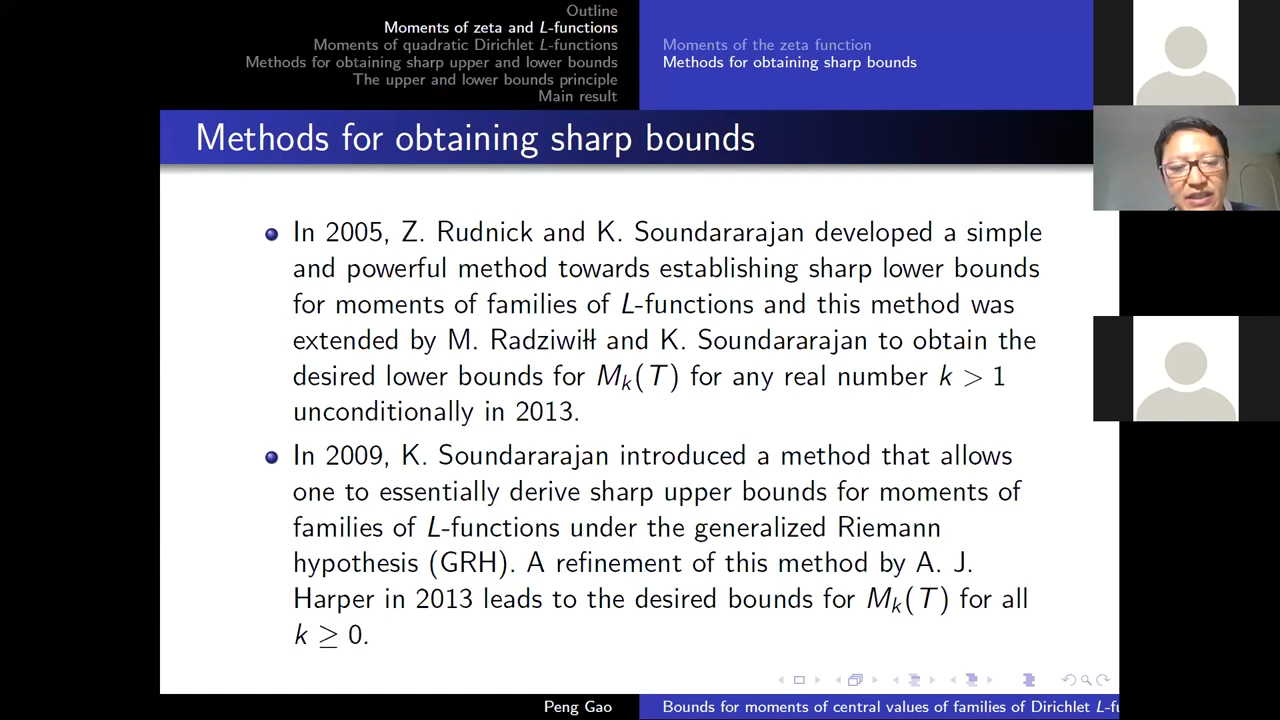 Outline
Moments of zeta and L-functions
Moments of quadratic Dirichlet L-functions
Methods for obtaining sharp upper and lower bounds
The upper and lower bounds principle
Main result
Moments of the zeta function
Methods for obtaining sharp bounds
Methods for obtaining sharp bounds
In 2005, Z. Rudnick and K. Soundararajan developed a simple
and powerful method towards establishing sharp lower bounds
for moments of families of L-functions and this method was
extended by M. Radziwiłł and K. Soundararajan to obtain the
desired lower bounds for M_k(T) for any real number k > 1
unconditionally in 2013.
In 2009, K. Soundararajan introduced a method that allows
one to essentially derive sharp upper bounds for moments of
families of L-functions under the generalized Riemann
hypothesis (GRH). A refinement of this method by A. J.
Harper in 2013 leads to the desired bounds for M_k(T) for all
k ≥ 0.
Peng Gao
Bounds for moments of central values of families of Dirichlet L-fu